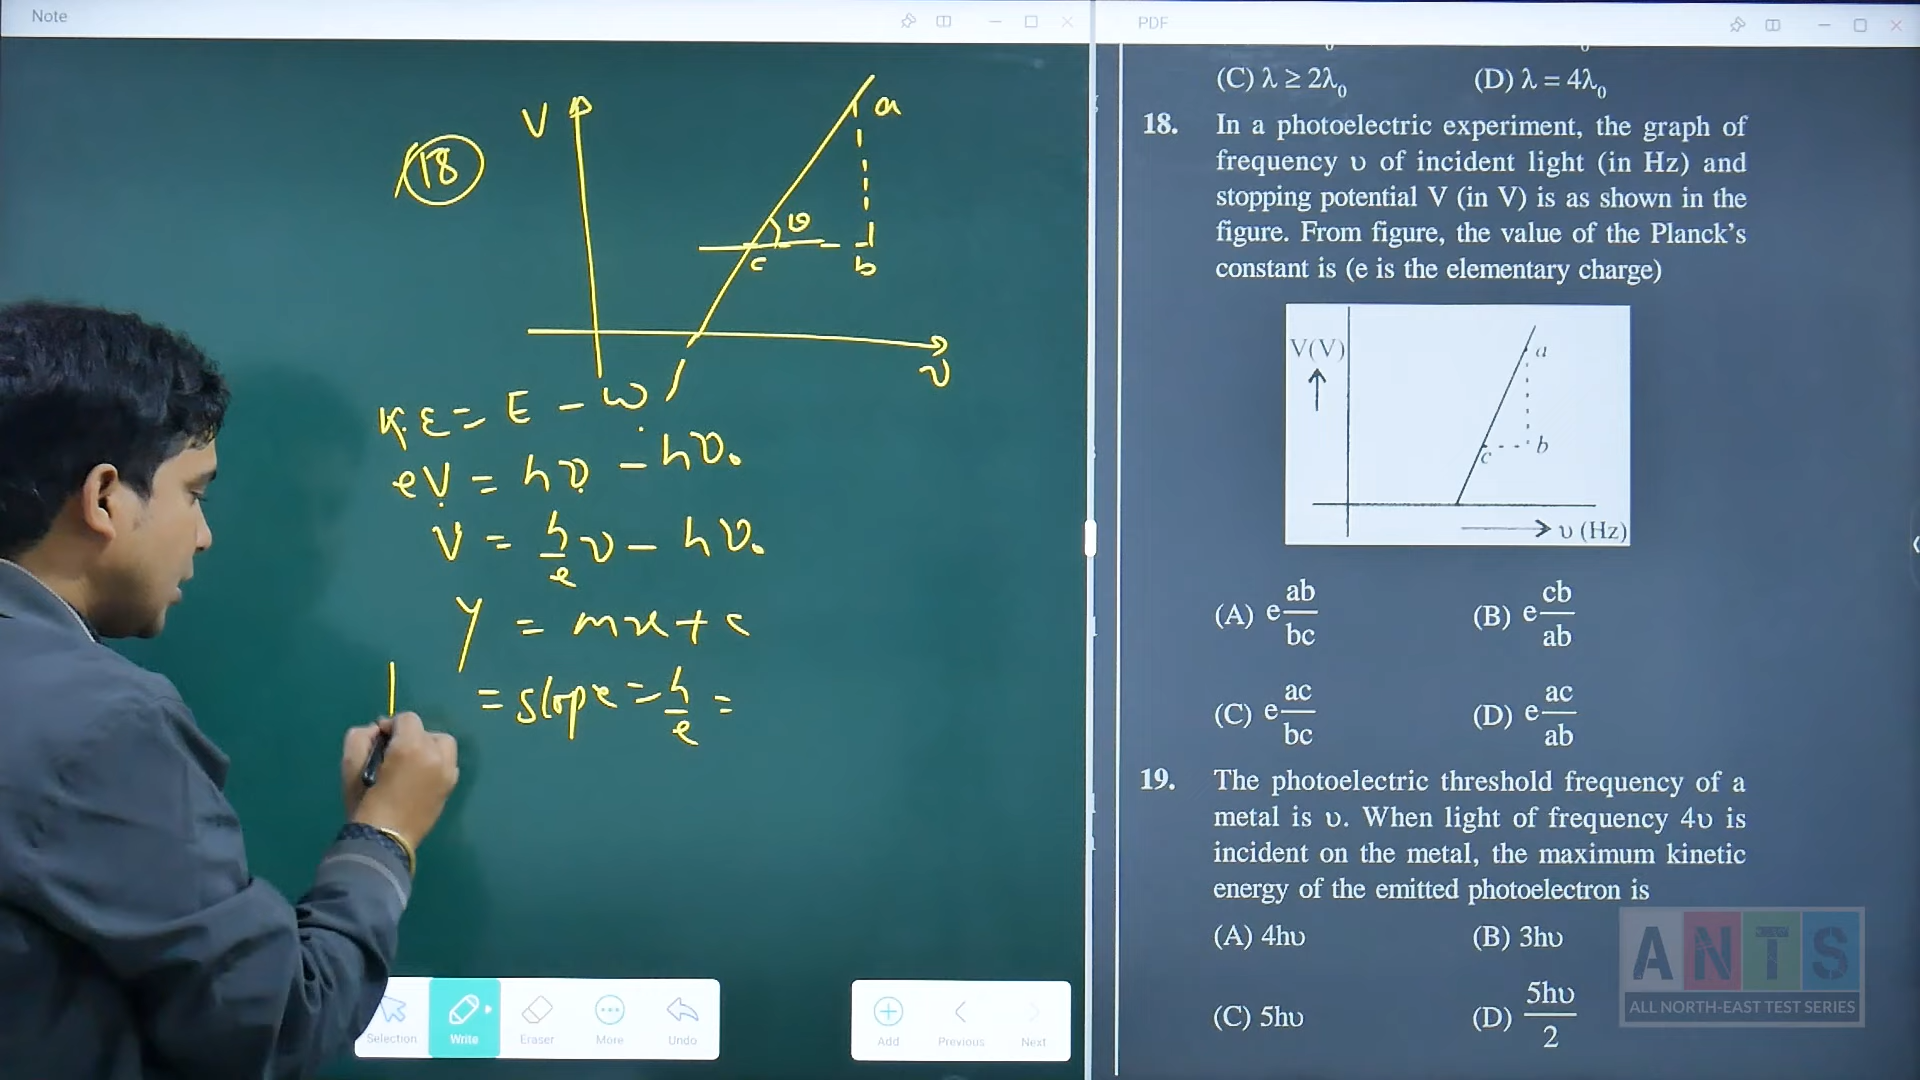 Note
V
a
18
θ
c
b
ν
K.E = E - W
eV = hν - hν₀
V = h/e ν - hν₀
y = mx + c
= slope = h/e =
Selection
Write
Eraser
More
Undo
Add
Previous
Next
PDF
(C) λ ≥ 2λ₀ (D) λ = 4λ₀
18. In a photoelectric experiment, the graph of
frequency υ of incident light (in Hz) and
stopping potential V (in V) is as shown in the
figure. From figure, the value of the Planck's
constant is (e is the elementary charge)
V(V)
a
b
c
υ (Hz)
(A) e ab/bc (B) e cb/ab
(C) e ac/bc (D) e ac/ab
19. The photoelectric threshold frequency of a
metal is υ. When light of frequency 4υ is
incident on the metal, the maximum kinetic
energy of the emitted photoelectron is
(A) 4hυ (B) 3hυ
(C) 5hυ (D) 5hυ/2
ANTS
ALL NORTH-EAST TEST SERIES